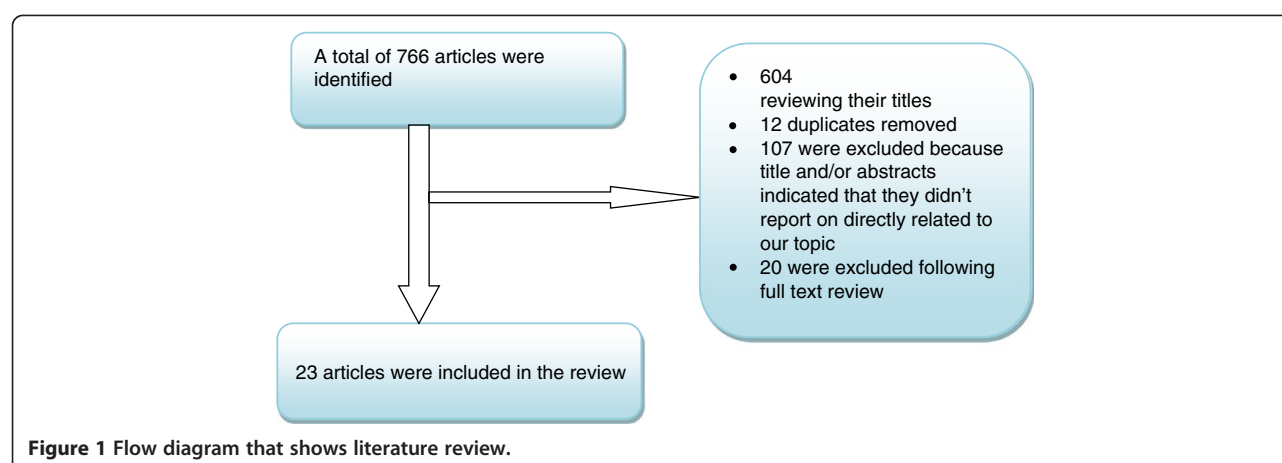 A total of 766 articles were
identified
• 604
reviewing their titles
• 12 duplicates removed
• 107 were excluded because
title and/or abstracts
indicated that they didn’t
report on directly related to
our topic
• 20 were excluded following
full text review
23 articles were included in the review
Figure 1 Flow diagram that shows literature review.